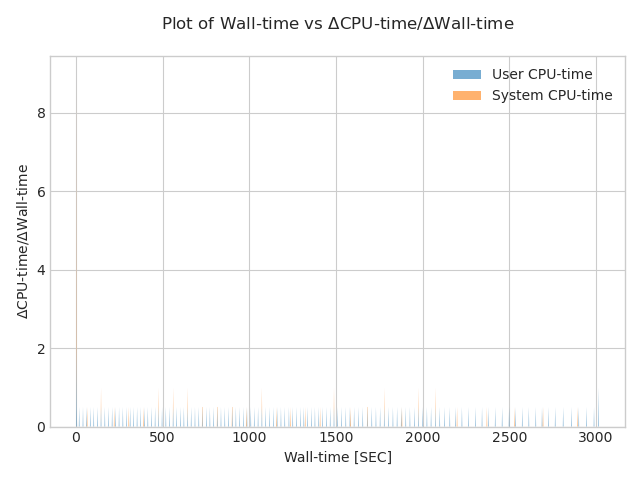 Plot of Wall-time vs ΔCPU-time/ΔWall-time
User CPU-time
System CPU-time
ΔCPU-time/ΔWall-time
8
6
4
2
0
0 500 1000 1500 2000 2500 3000
Wall-time [SEC]